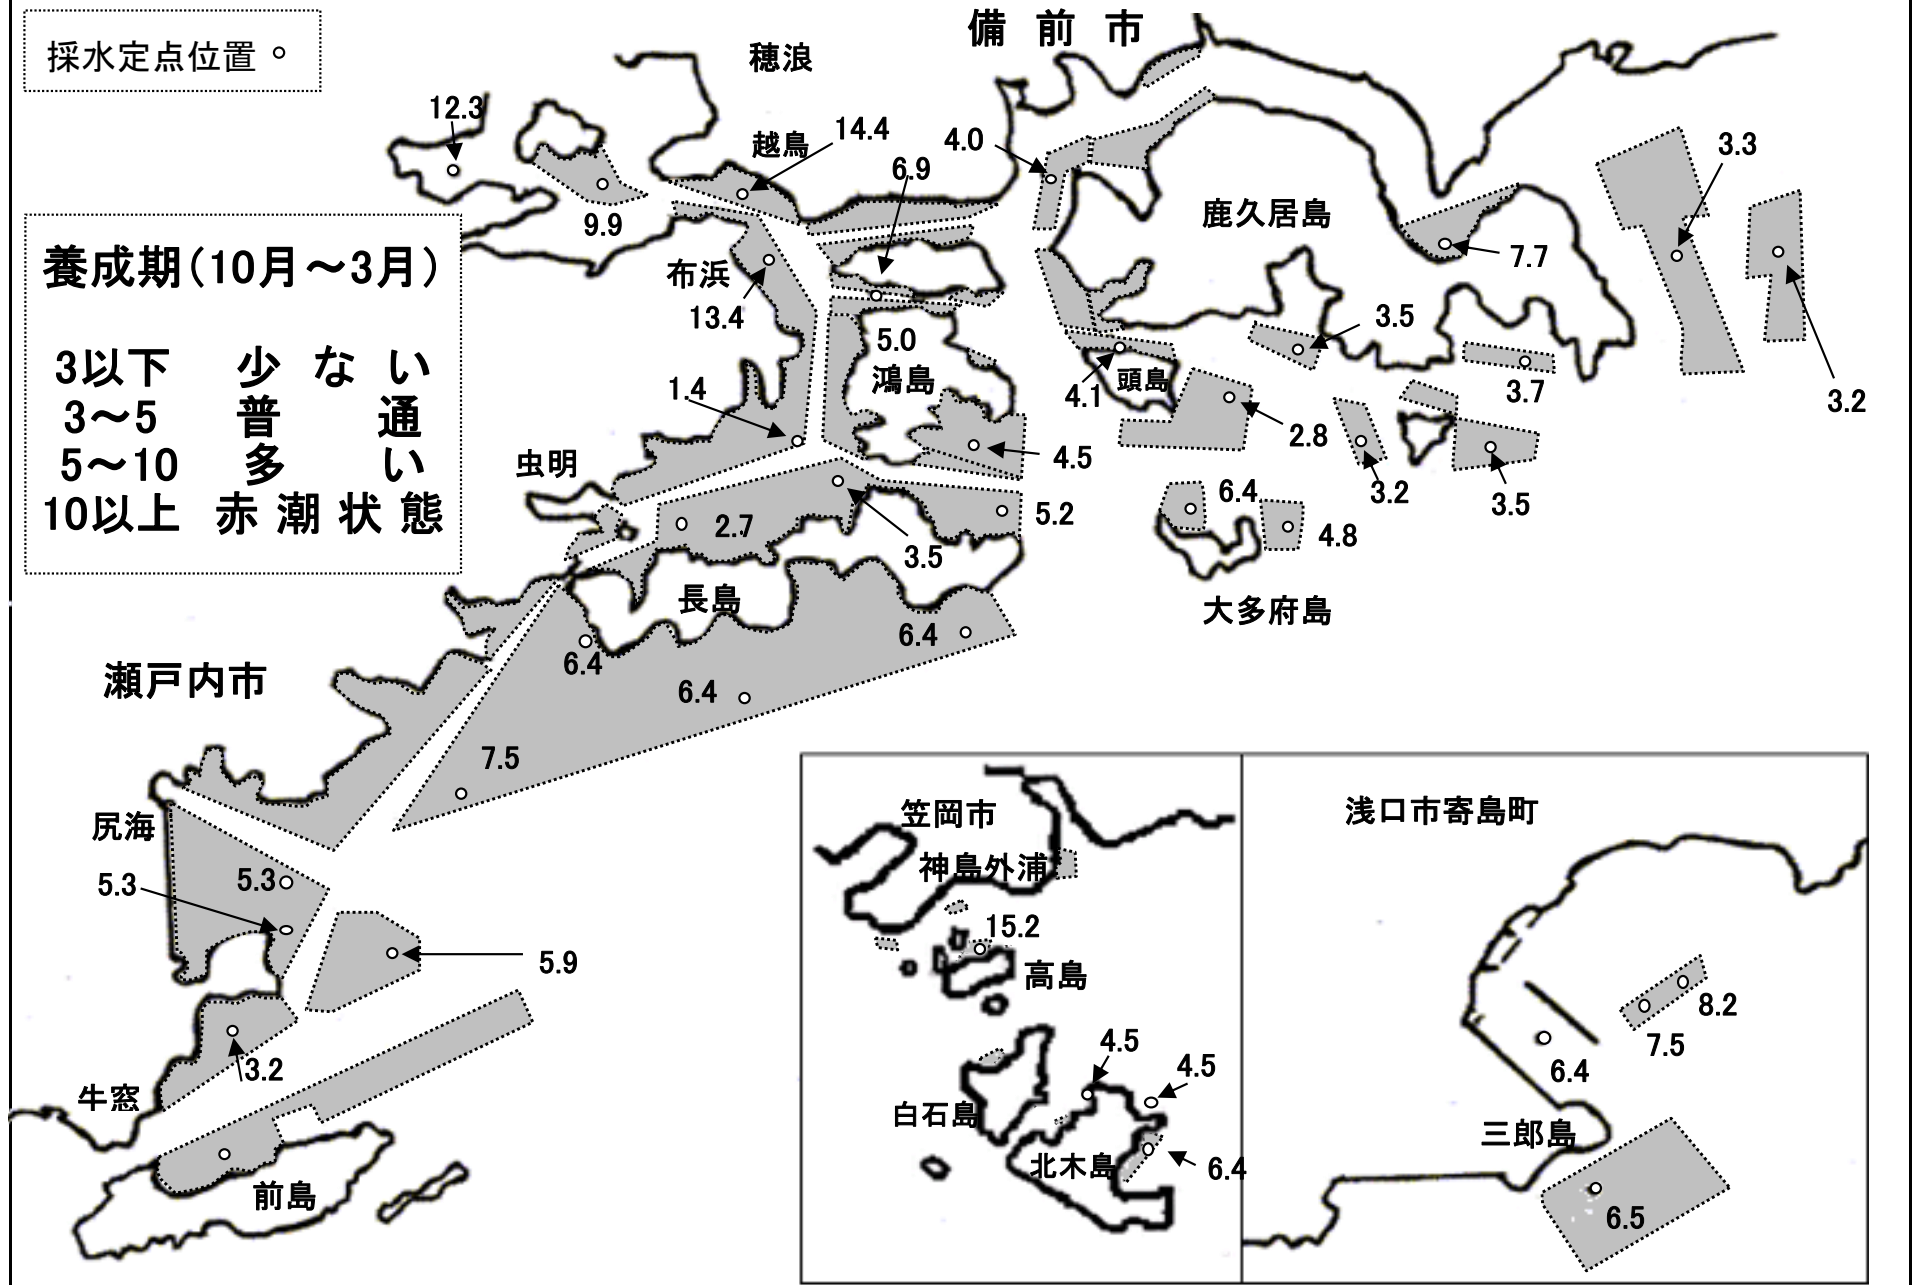 採水定点位置 ○
備 前 市
穂浪
12.3
越鳥
14.4
4.0
6.9
3.3
9.9
鹿久居島
7.7
養成期(10月～3月)
3以下 少 な い
3～5 普 通
5～10 多 い
10以上 赤 潮 状 態
布浜
13.4
5.0
鴻島
3.5
3.7
3.2
1.4
4.1
頭島
2.8
4.5
虫明
3.2
3.5
6.4
4.8
5.2
2.7
3.5
長島
大多府島
6.4
6.4
6.4
瀬戸内市
7.5
尻海
5.3
5.3
5.9
3.2
牛窓
前島
笠岡市
神島外浦
15.2
高島
4.5
4.5
白石島
北木島
6.4
浅口市寄島町
8.2
7.5
6.4
三郎島
6.5